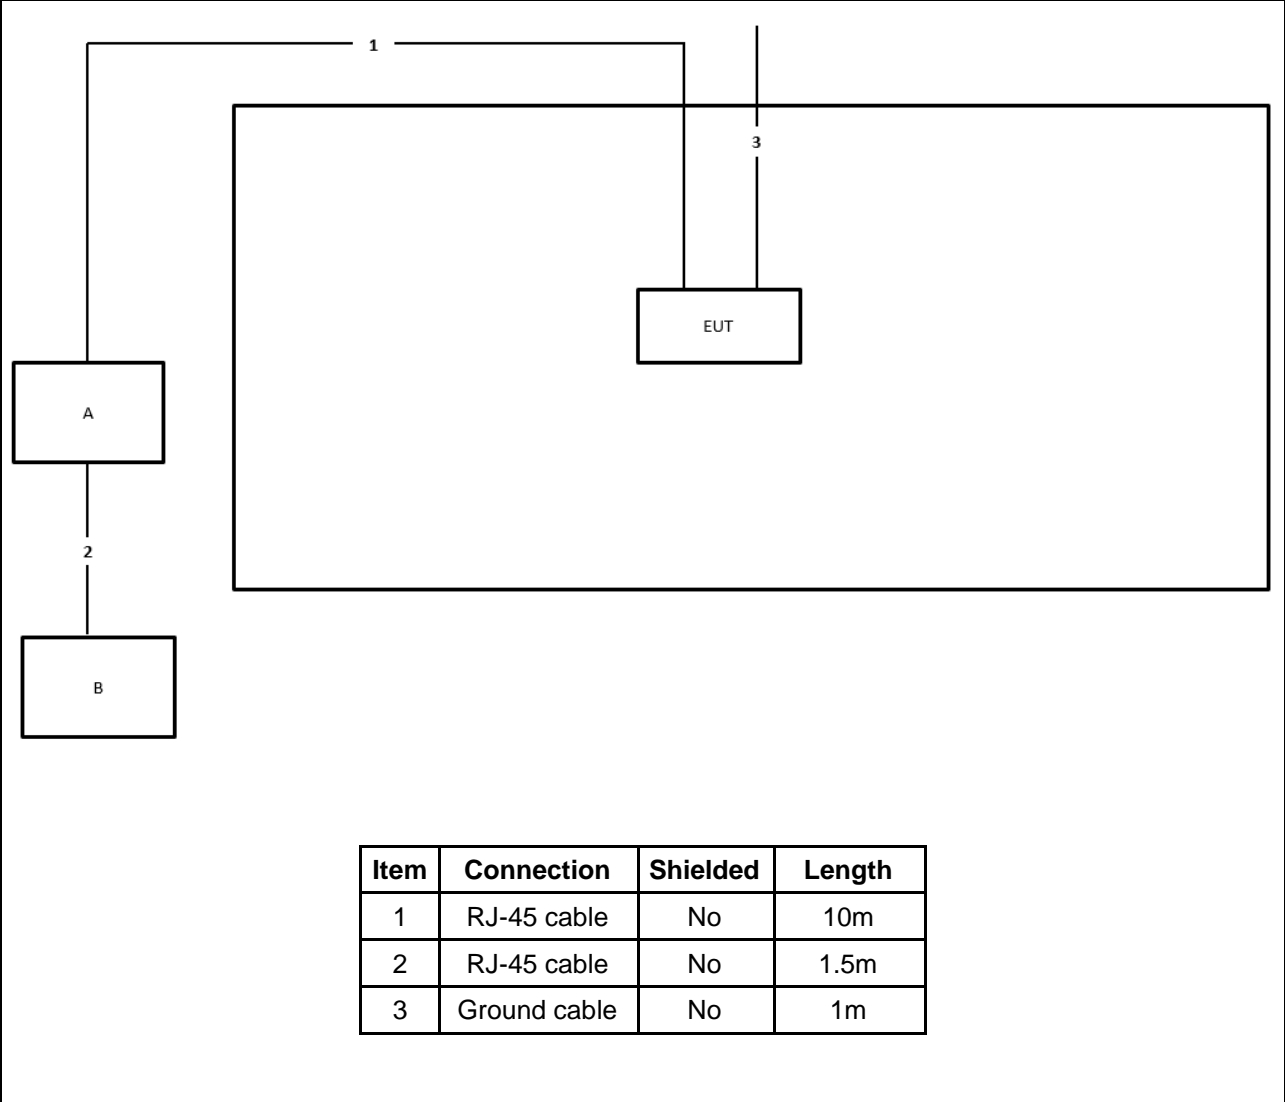 1
3
EUT
A
2
B
Item Connection Shielded Length
1 RJ-45 cable No 10m
2 RJ-45 cable No 1.5m
3 Ground cable No 1m